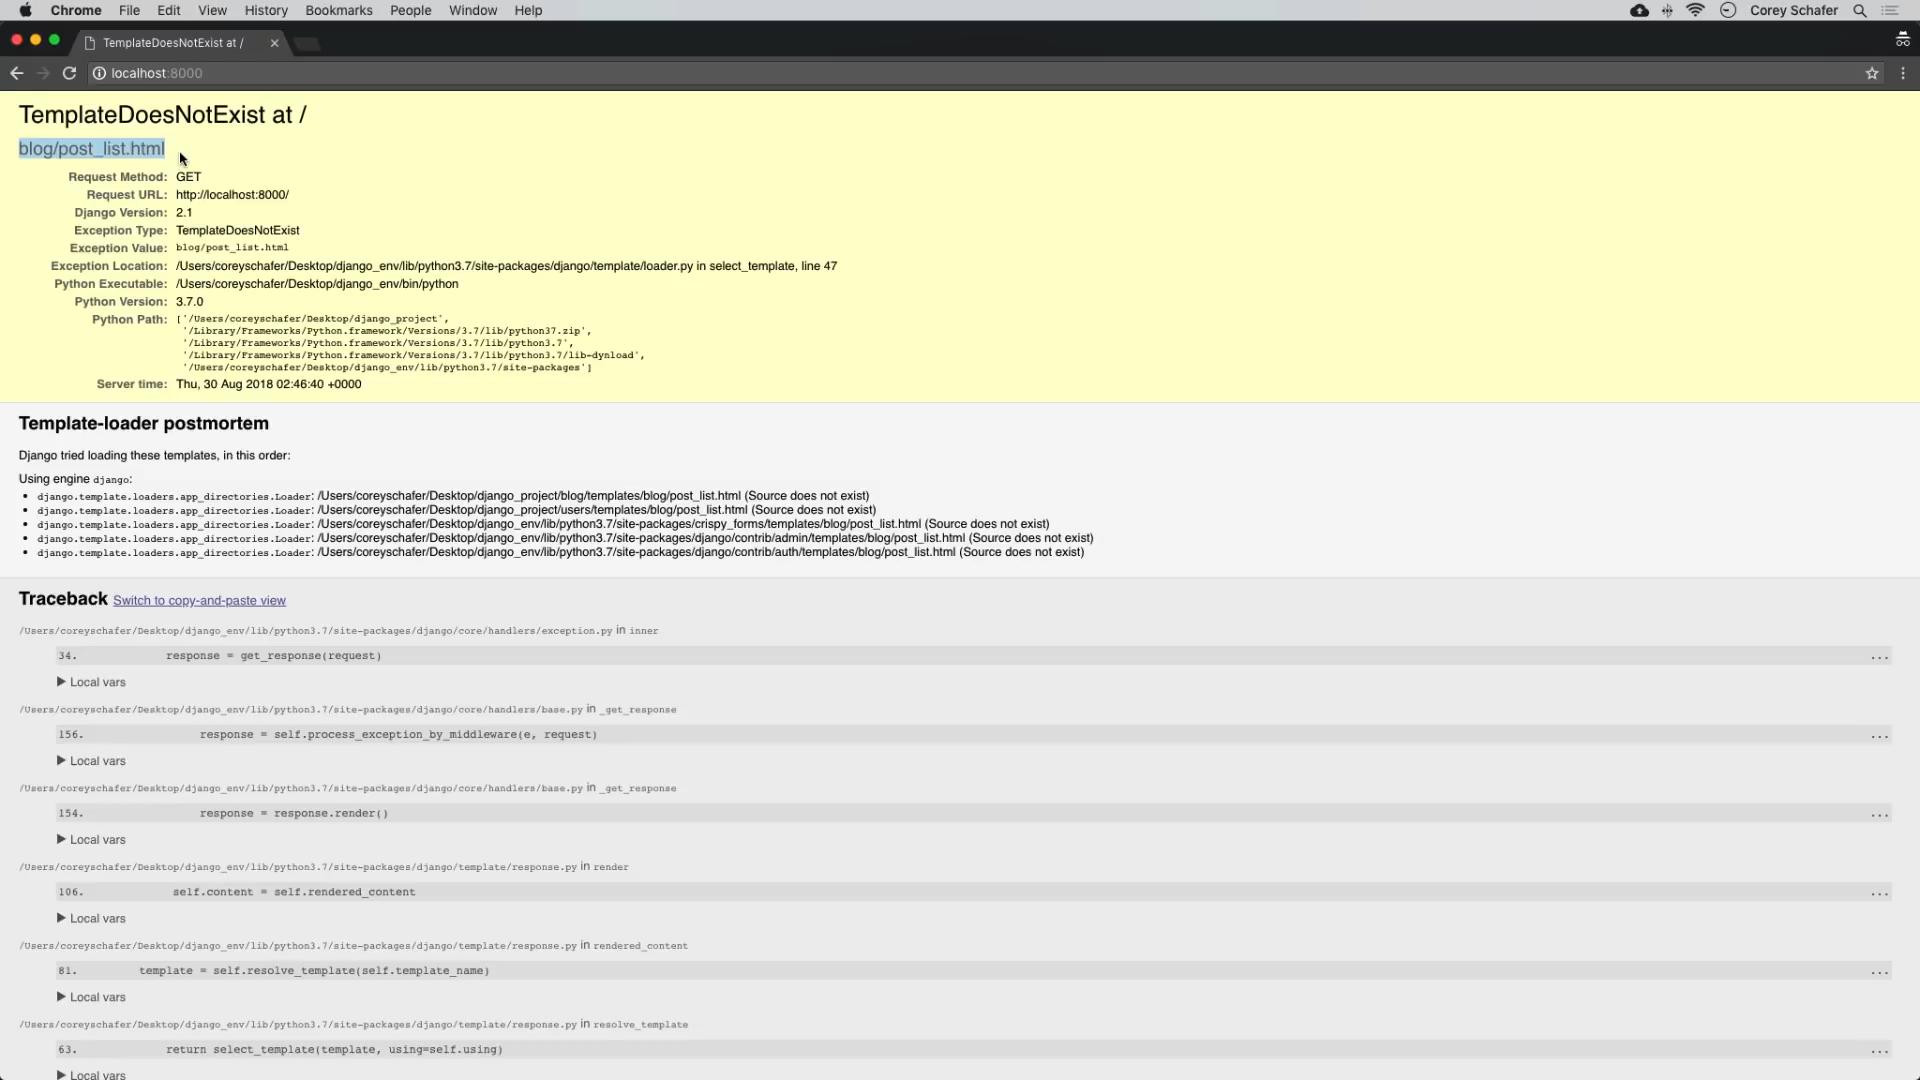 Chrome File Edit View History Bookmarks People Window Help Corey Schafer
TemplateDoesNotExist at /
localhost:8000
TemplateDoesNotExist at /
blog/post_list.html
Request Method: GET
Request URL: http://localhost:8000/
Django Version: 2.1
Exception Type: TemplateDoesNotExist
Exception Value: blog/post_list.html
Exception Location: /Users/coreyschafer/Desktop/django_env/lib/python3.7/site-packages/django/template/loader.py in select_template, line 47
Python Executable: /Users/coreyschafer/Desktop/django_env/bin/python
Python Version: 3.7.0
Python Path: ['/Users/coreyschafer/Desktop/django_project',
'/Library/Frameworks/Python.framework/Versions/3.7/lib/python37.zip',
'/Library/Frameworks/Python.framework/Versions/3.7/lib/python3.7',
'/Library/Frameworks/Python.framework/Versions/3.7/lib/python3.7/lib-dynload',
'/Users/coreyschafer/Desktop/django_env/lib/python3.7/site-packages']
Server time: Thu, 30 Aug 2018 02:46:40 +0000
Template-loader postmortem
Django tried loading these templates, in this order:
Using engine django:
• django.template.loaders.app_directories.Loader: /Users/coreyschafer/Desktop/django_project/blog/templates/blog/post_list.html (Source does not exist)
• django.template.loaders.app_directories.Loader: /Users/coreyschafer/Desktop/django_project/users/templates/blog/post_list.html (Source does not exist)
• django.template.loaders.app_directories.Loader: /Users/coreyschafer/Desktop/django_env/lib/python3.7/site-packages/crispy_forms/templates/blog/post_list.html (Source does not exist)
• django.template.loaders.app_directories.Loader: /Users/coreyschafer/Desktop/django_env/lib/python3.7/site-packages/django/contrib/admin/templates/blog/post_list.html (Source does not exist)
• django.template.loaders.app_directories.Loader: /Users/coreyschafer/Desktop/django_env/lib/python3.7/site-packages/django/contrib/auth/templates/blog/post_list.html (Source does not exist)
Traceback Switch to copy-and-paste view
/Users/coreyschafer/Desktop/django_env/lib/python3.7/site-packages/django/core/handlers/exception.py in inner
34. response = get_response(request) ...
▶ Local vars
/Users/coreyschafer/Desktop/django_env/lib/python3.7/site-packages/django/core/handlers/base.py in _get_response
156. response = self.process_exception_by_middleware(e, request) ...
▶ Local vars
/Users/coreyschafer/Desktop/django_env/lib/python3.7/site-packages/django/core/handlers/base.py in _get_response
154. response = response.render() ...
▶ Local vars
/Users/coreyschafer/Desktop/django_env/lib/python3.7/site-packages/django/template/response.py in render
106. self.content = self.rendered_content ...
▶ Local vars
/Users/coreyschafer/Desktop/django_env/lib/python3.7/site-packages/django/template/response.py in rendered_content
81. template = self.resolve_template(self.template_name) ...
▶ Local vars
/Users/coreyschafer/Desktop/django_env/lib/python3.7/site-packages/django/template/response.py in resolve_template
63. return select_template(template, using=self.using) ...
▶ Local vars